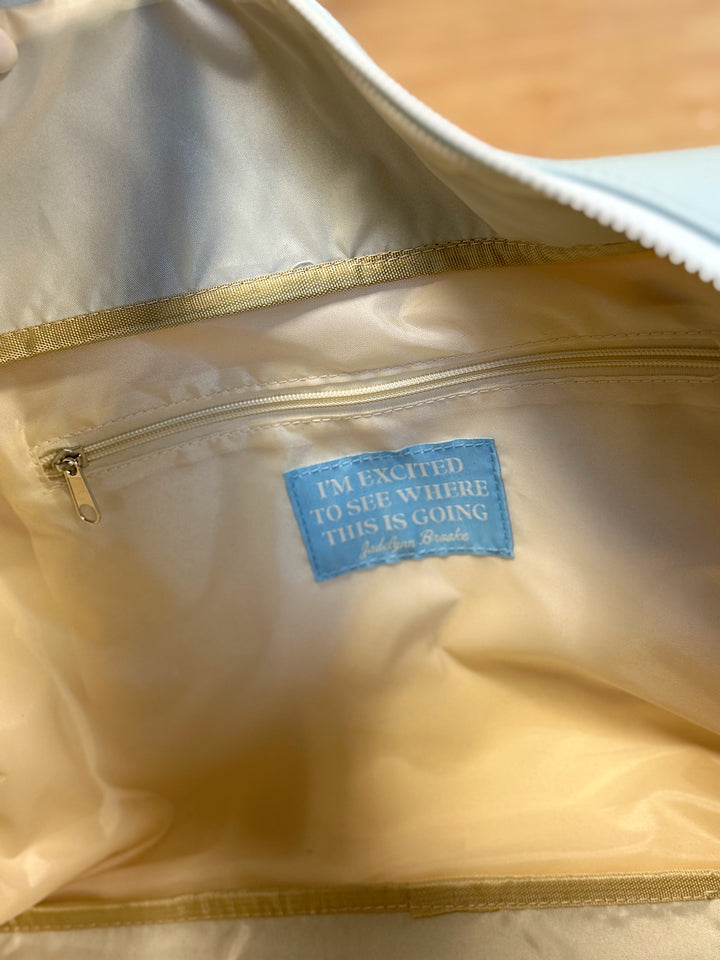 I'M EXCITED
TO SEE WHERE
THIS IS GOING
Jadelynn Brooke